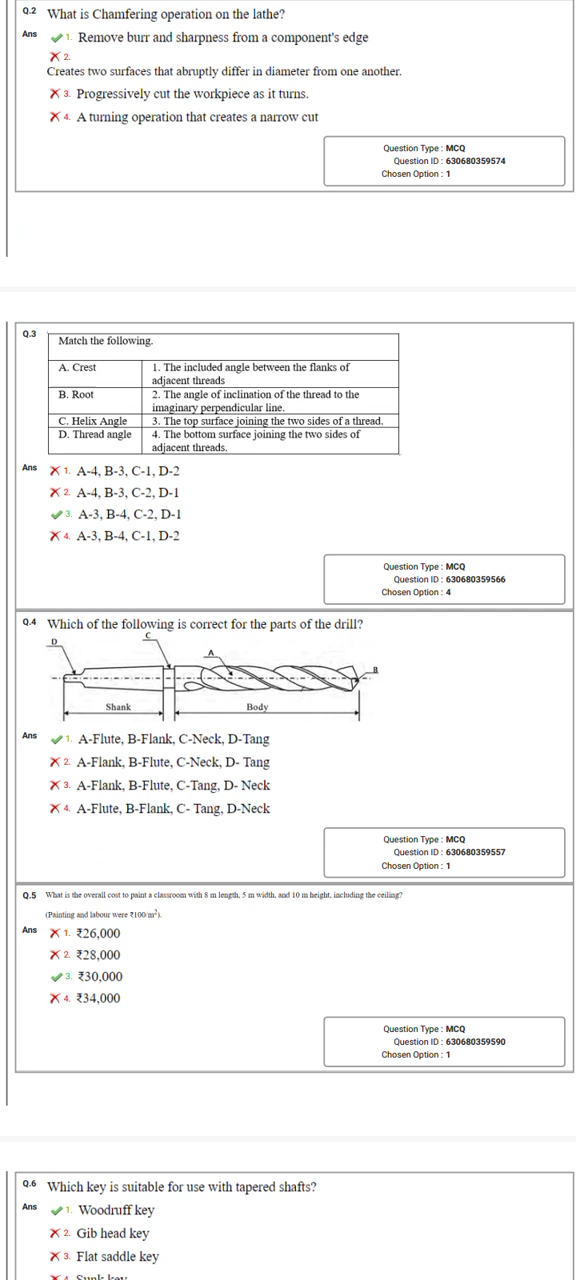 Q.2 What is Chamfering operation on the lathe?
Ans 1. Remove burr and sharpness from a component's edge
2.
Creates two surfaces that abruptly differ in diameter from one another.
3. Progressively cut the workpiece as it turns.
4. A turning operation that creates a narrow cut
Question Type : MCQ
Question ID : 630680359574
Chosen Option : 1
Q.3
Match the following.
A. Crest 1. The included angle between the flanks of
adjacent threads
B. Root 2. The angle of inclination of the thread to the
imaginary perpendicular line.
C. Helix Angle 3. The top surface joining the two sides of a thread.
D. Thread angle 4. The bottom surface joining the two sides of
adjacent threads.
Ans 1. A-4, B-3, C-1, D-2
2. A-4, B-3, C-2, D-1
3. A-3, B-4, C-2, D-1
4. A-3, B-4, C-1, D-2
Question Type : MCQ
Question ID : 630680359566
Chosen Option : 4
Q.4 Which of the following is correct for the parts of the drill?
D C A B
Shank Body
Ans 1. A-Flute, B-Flank, C-Neck, D-Tang
2. A-Flank, B-Flute, C-Neck, D- Tang
3. A-Flank, B-Flute, C-Tang, D- Neck
4. A-Flute, B-Flank, C- Tang, D-Neck
Question Type : MCQ
Question ID : 630680359557
Chosen Option : 1
Q.5 What is the overall cost to paint a classroom with 8 m length, 5 m width, and 10 m height, including the ceiling?
(Painting and labour were ₹100/m²).
Ans 1. ₹26,000
2. ₹28,000
3. ₹30,000
4. ₹34,000
Question Type : MCQ
Question ID : 630680359590
Chosen Option : 1
Q.6 Which key is suitable for use with tapered shafts?
Ans 1. Woodruff key
2. Gib head key
3. Flat saddle key
4. Sunk key